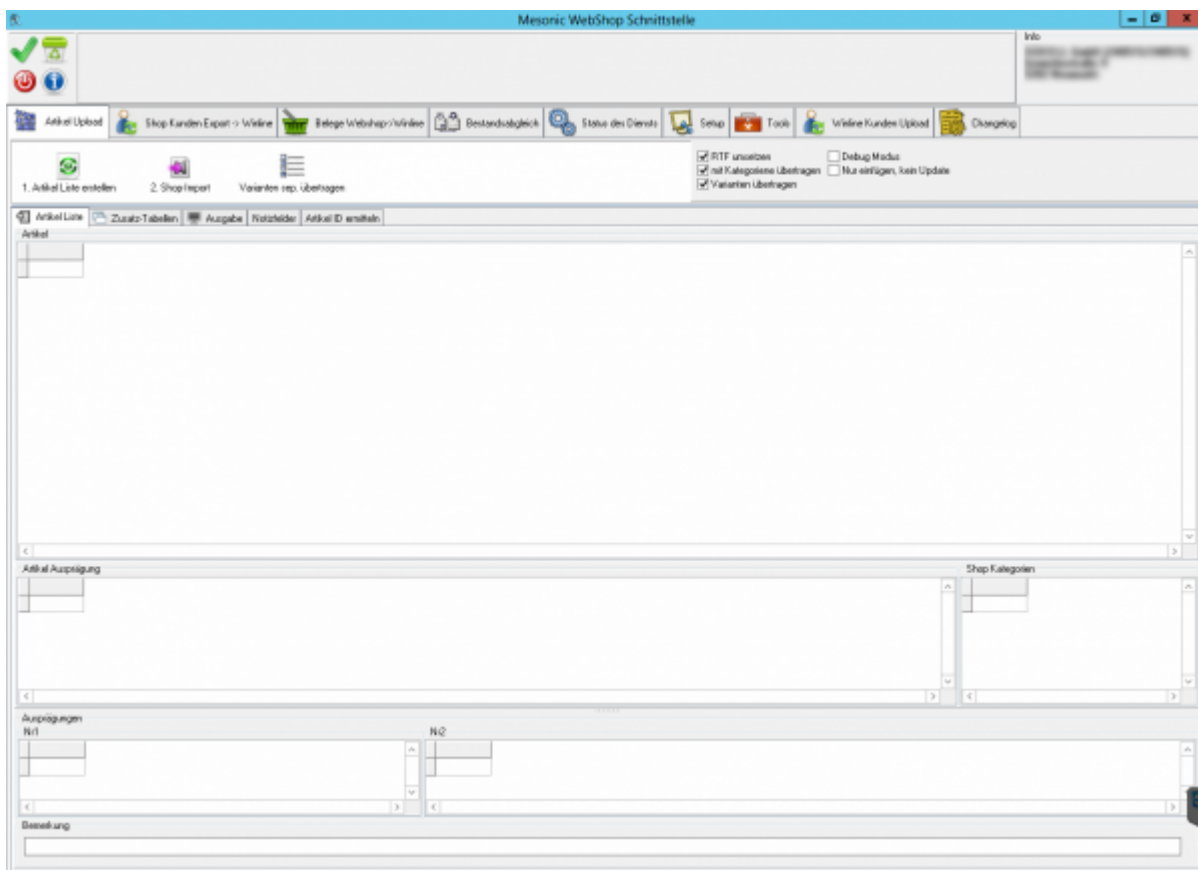 Mesonic WebShop Schnittstelle
Info
Artikel Upload
Shop Kunden Export -> Winline
Belege Webshop->Winline
Bestandsabgleich
Status des Diensts
Setup
Tools
Winline Kunden Upload
Changelog
RTF umsetzen
Debug Modus
mit Kategoriene übertragen
Nur einfügen, kein Update
Varianten übertragen
1. Artikel Liste erstellen
2. Shop Import
Varianten sep. übertragen
Artikel Liste
Zusatz-Tabellen
Ausgabe
Notizfelder
Artikel ID ermitteln
Artikel
Artikel Ausprägung
Shop Kategorien
Ausprägungen
Nr1
Nr2
Bemerkung